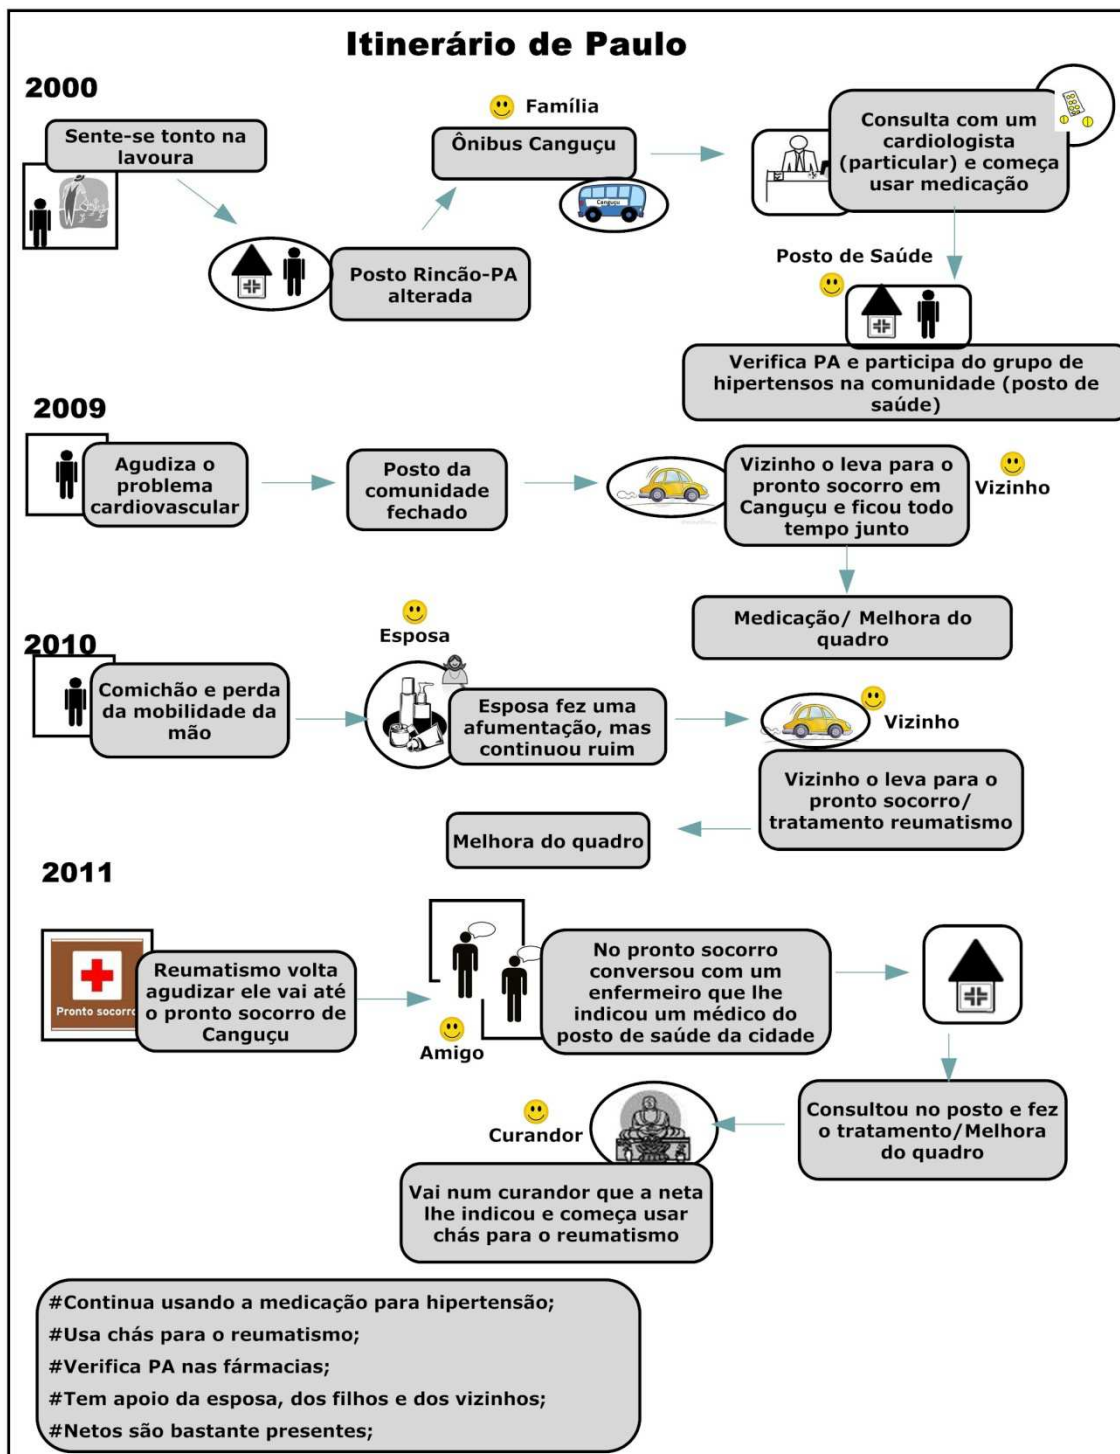 Itinerário de Paulo
2000
Sente-se tonto na
lavoura
Posto Rincão-PA
alterada
Família
Ônibus Canguçu
Canguçu
Consulta com um
cardiologista
(particular) e começa
usar medicação
Posto de Saúde
Verifica PA e participa do grupo de
hipertensos na comunidade (posto de
saúde)
2009
Agudiza o
problema
cardiovascular
Posto da
comunidade
fechado
Vizinho o leva para o
pronto socorro em
Canguçu e ficou todo
tempo junto
Vizinho
Medicação/ Melhora do
quadro
2010
Comichão e perda
da mobilidade da
mão
Esposa
Esposa fez uma
afumentação, mas
continuou ruim
Vizinho
Vizinho o leva para o
pronto socorro/
tratamento reumatismo
Melhora do quadro
2011
Pronto socorro
Reumatismo volta
agudizar ele vai até
o pronto socorro de
Canguçu
Amigo
No pronto socorro
conversou com um
enfermeiro que lhe
indicou um médico do
posto de saúde da cidade
Consultou no posto e fez
o tratamento/Melhora
do quadro
Curandor
Vai num curandor que a neta
lhe indicou e começa usar
chás para o reumatismo
#Continua usando a medicação para hipertensão;
#Usa chás para o reumatismo;
#Verifica PA nas fármacias;
#Tem apoio da esposa, dos filhos e dos vizinhos;
#Netos são bastante presentes;